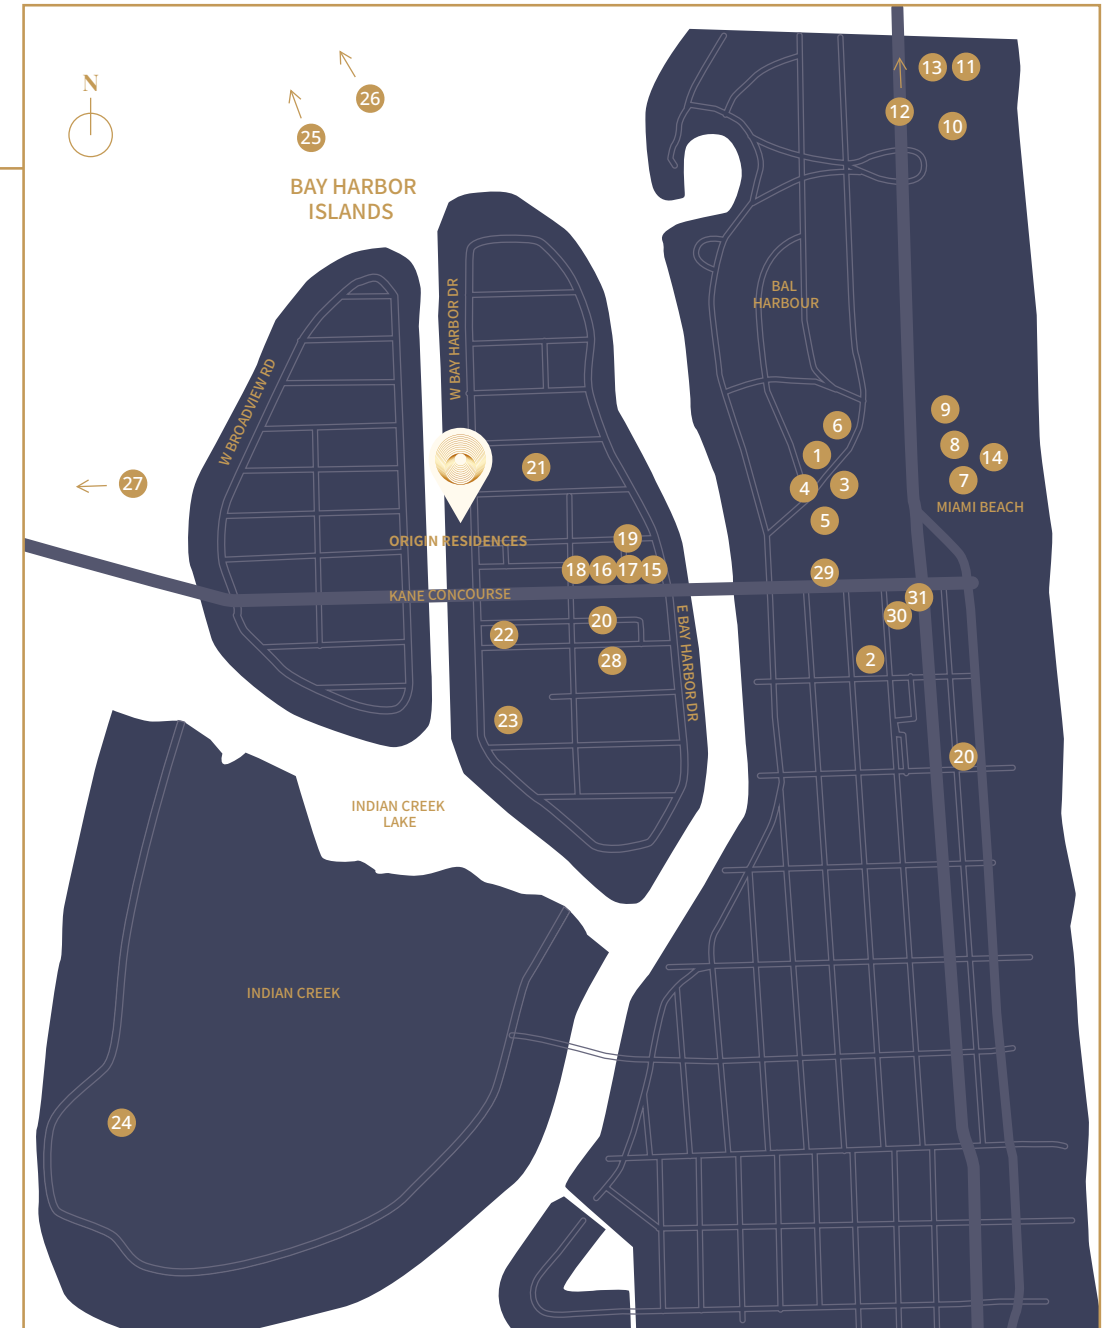 13
11
26
N
12
10
25
BAY HARBOR
ISLANDS
BAL
HARBOUR
W BAY HARBOR DR
W BROADVIEW RD
9
6
8
1
14
21
7
27
4
3
MIAMI BEACH
5
19
ORIGIN RESIDENCES
18
16
17
15
29
KANE CONCOURSE
31
30
20
22
E BAY HARBOR DR
28
2
23
20
INDIAN CREEK
LAKE
INDIAN CREEK
24